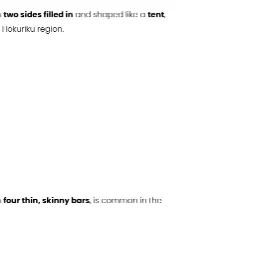 two sides filled in and shaped like a tent,
Hokuriku region.
four thin, skinny bars, is common in the